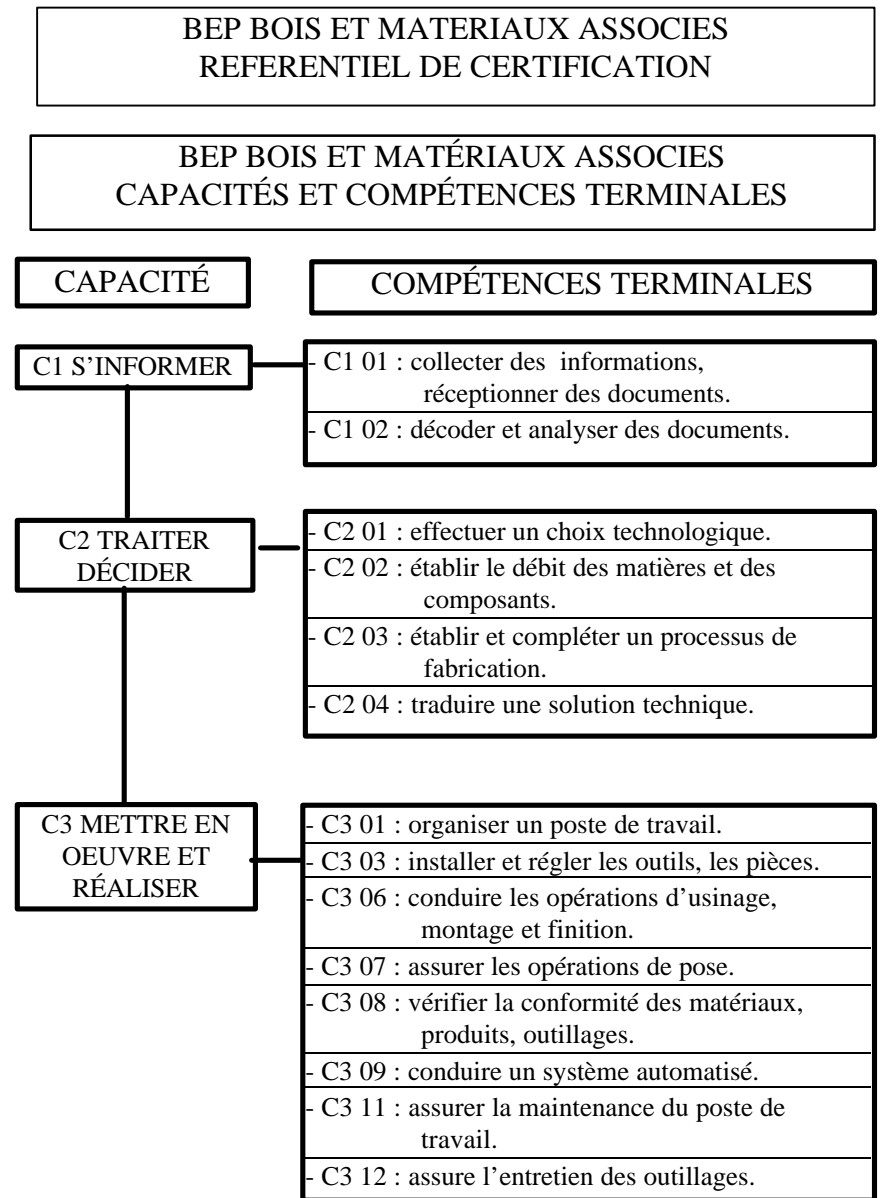 BEP BOIS ET MATERIAUX ASSOCIES
REFERENTIEL DE CERTIFICATION
BEP BOIS ET MATÉRIAUX ASSOCIES
CAPACITÉS ET COMPÉTENCES TERMINALES
CAPACITÉ
COMPÉTENCES TERMINALES
C1 S'INFORMER
- C1 01 : collecter des informations,
réceptionner des documents.
- C1 02 : décoder et analyser des documents.
C2 TRAITER
DÉCIDER
- C2 01 : effectuer un choix technologique.
- C2 02 : établir le débit des matières et des
composants.
- C2 03 : établir et compléter un processus de
fabrication.
- C2 04 : traduire une solution technique.
C3 METTRE EN
OEUVRE ET
RÉALISER
- C3 01 : organiser un poste de travail.
- C3 03 : installer et régler les outils, les pièces.
- C3 06 : conduire les opérations d'usinage,
montage et finition.
- C3 07 : assurer les opérations de pose.
- C3 08 : vérifier la conformité des matériaux,
produits, outillages.
- C3 09 : conduire un système automatisé.
- C3 11 : assurer la maintenance du poste de
travail.
- C3 12 : assure l'entretien des outillages.